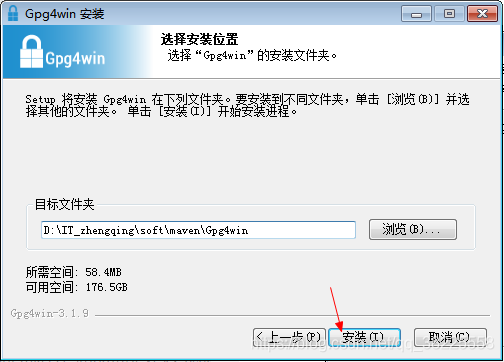 Gpg4win 安装
Gpg4win
选择安装位置
选择“Gpg4win”的安装文件夹。
Setup 将安装 Gpg4win 在下列文件夹。要安装到不同文件夹，单击 [浏览(B)] 并选
择其他的文件夹。 单击 [安装(I)] 开始安装进程。
目标文件夹
D:\IT_zhengqing\soft\maven\Gpg4win
浏览(B)...
所需空间: 58.4MB
可用空间: 176.5GB
Gpg4win-3.1.9
< 上一步(P) 安装(I) 取消(C)